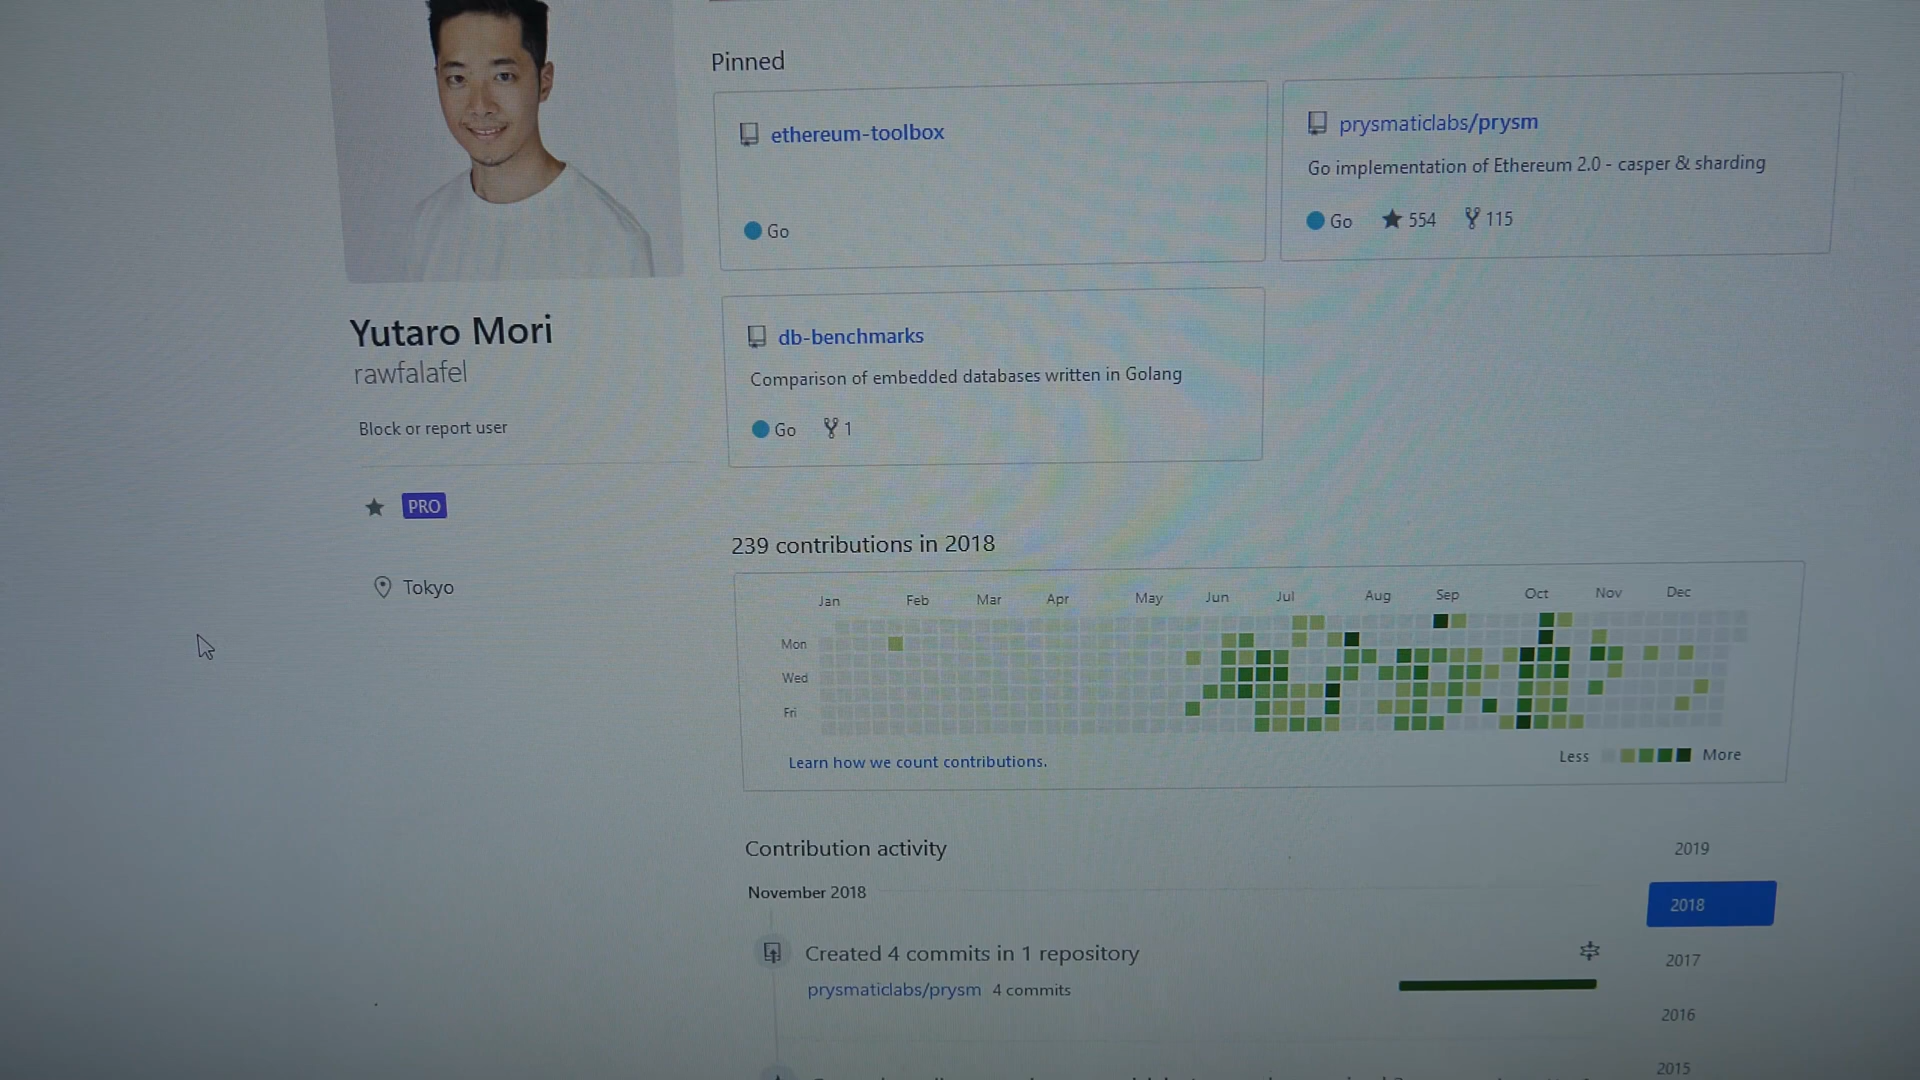 Pinned
ethereum-toolbox
Go
prysmaticlabs/prysm
Go implementation of Ethereum 2.0 - casper & sharding
Go 554 115
db-benchmarks
Comparison of embedded databases written in Golang
Go 1
Yutaro Mori
rawfalafel
Block or report user
PRO
Tokyo
239 contributions in 2018
Jan Feb Mar Apr May Jun Jul Aug Sep Oct Nov Dec
Mon
Wed
Fri
Learn how we count contributions.
Less More
Contribution activity
November 2018
Created 4 commits in 1 repository
prysmaticlabs/prysm 4 commits
2019
2018
2017
2016
2015